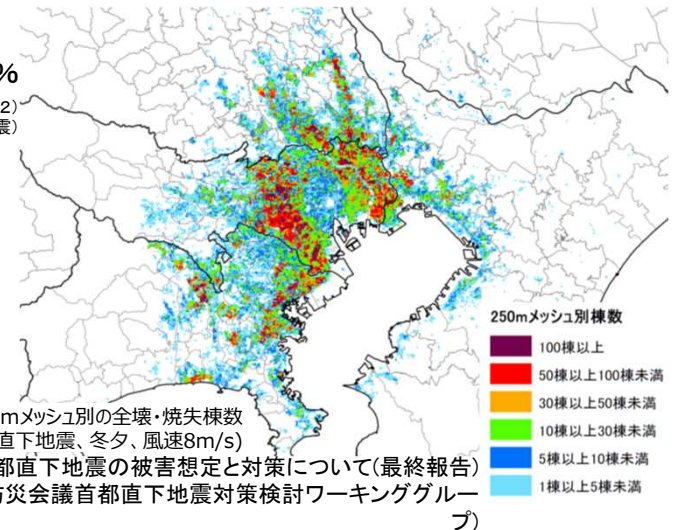 %
2)
震)
250mメッシュ別棟数
100棟以上
50棟以上100棟未満
30棟以上50棟未満
10棟以上30棟未満
5棟以上10棟未満
1棟以上5棟未満
mメッシュ別の全壊・焼失棟数
直下地震、冬夕、風速8m/s)
都直下地震の被害想定と対策について(最終報告)
防災会議首都直下地震対策検討ワーキンググルー
プ)